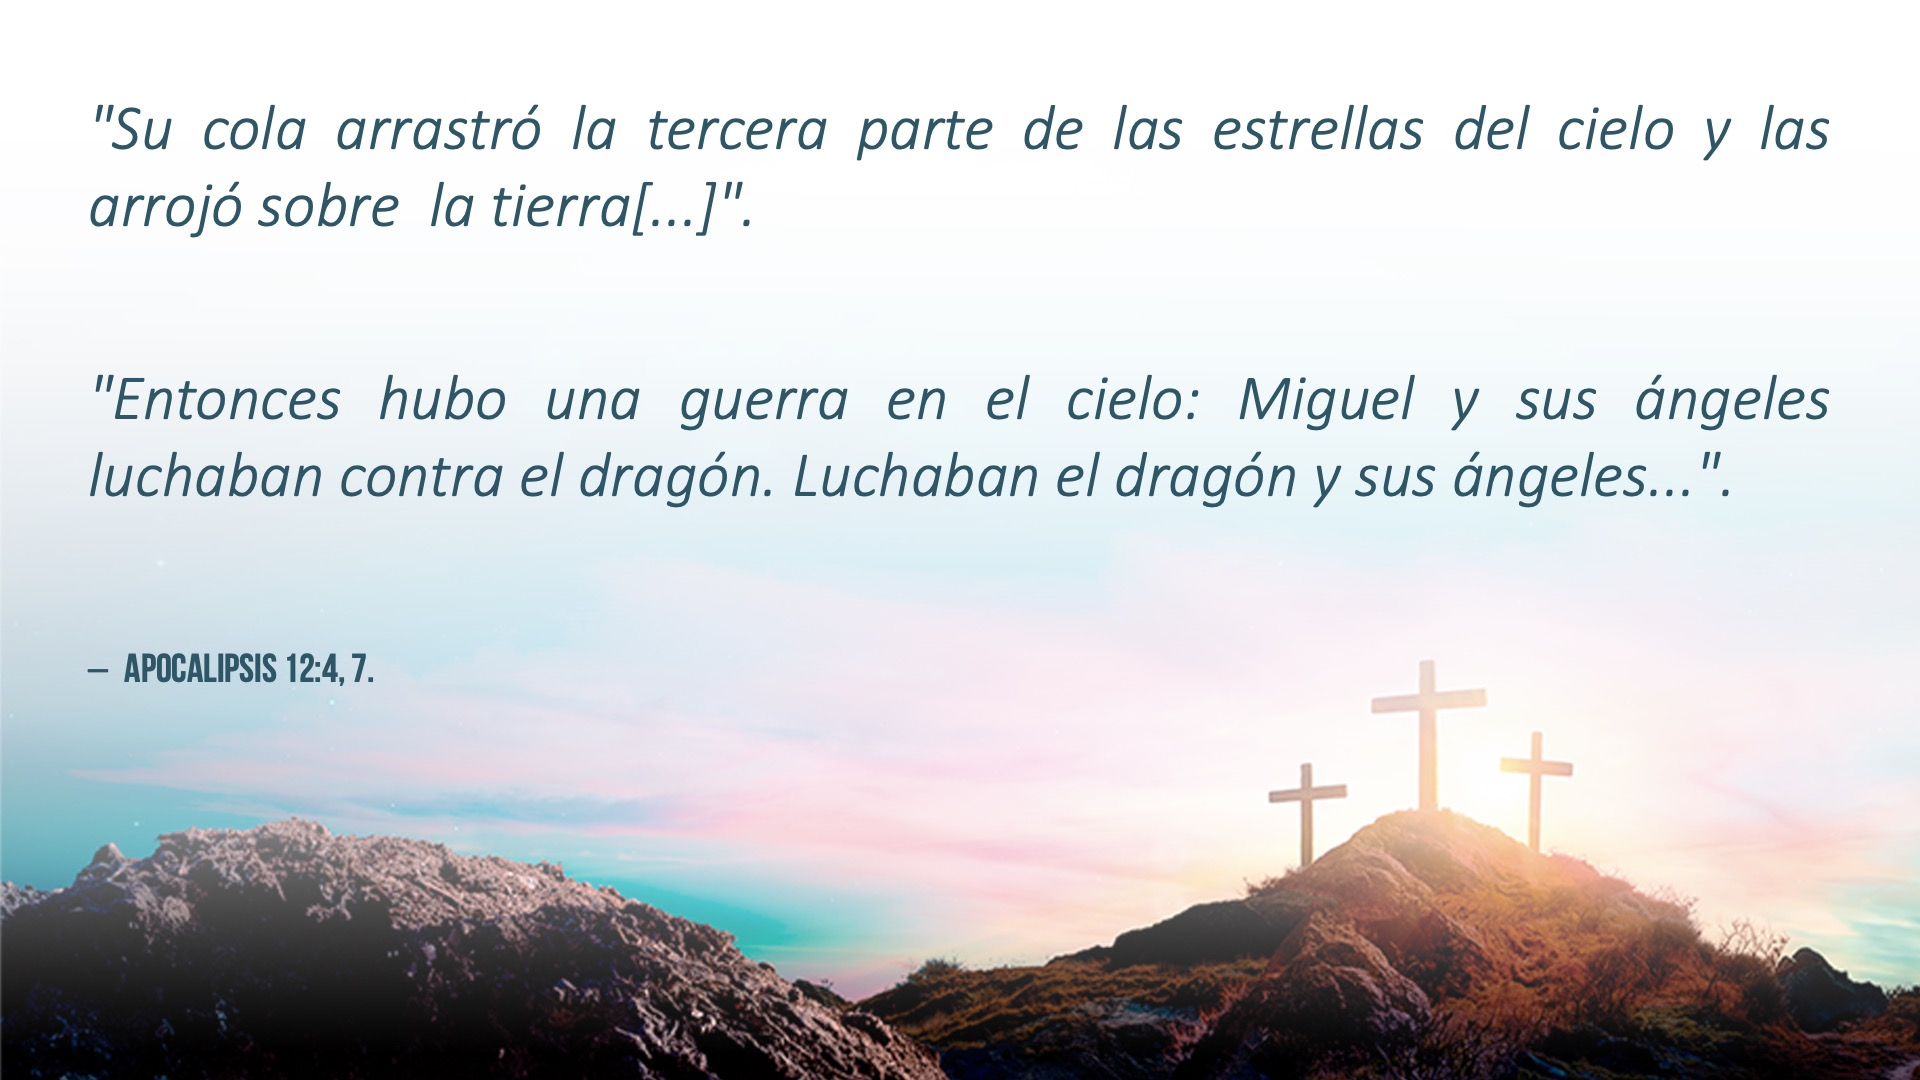 "Su cola arrastró la tercera parte de las estrellas del cielo y las
arrojó sobre  la tierra[...]".
"Entonces hubo una guerra en el cielo: Miguel y sus ángeles
luchaban contra el dragón. Luchaban el dragón y sus ángeles...".
– APOCALIPSIS 12:4, 7.